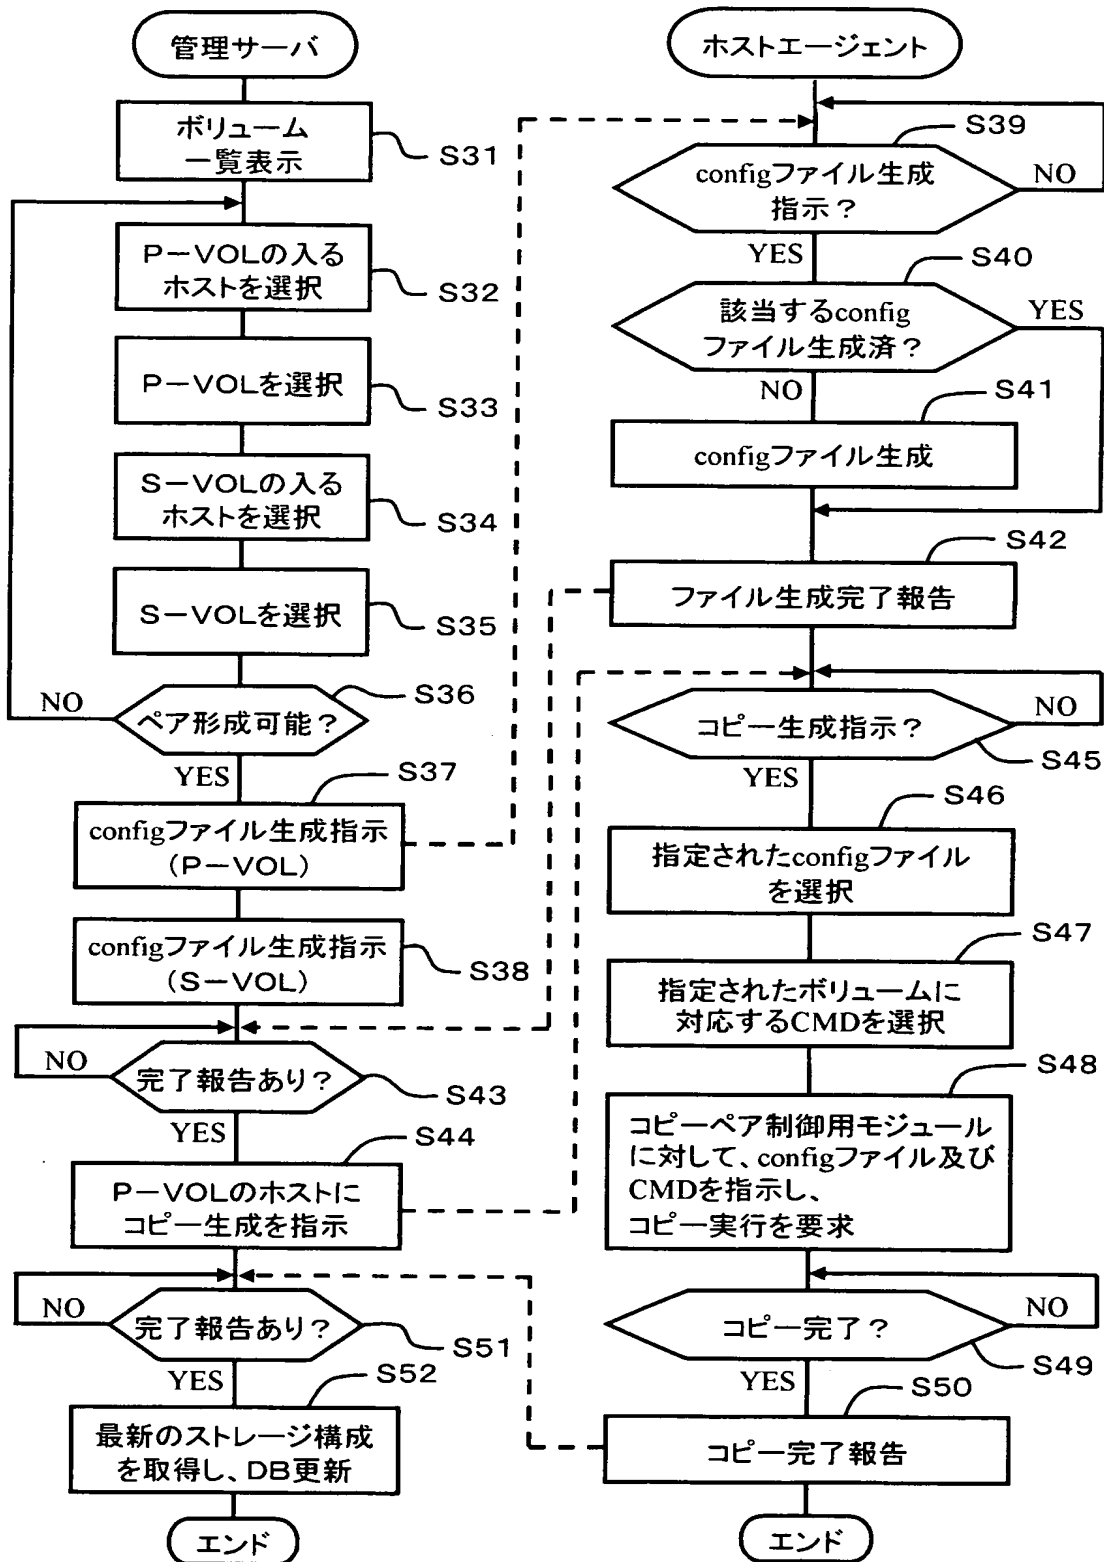 管理サーバ
ボリューム
一覧表示
S31
P-VOLの入る
ホストを選択
S32
P-VOLを選択
S33
S-VOLの入る
ホストを選択
S34
S-VOLを選択
S35
ペア形成可能?
S36
NO
YES
configファイル生成指示
(P-VOL)
S37
configファイル生成指示
(S-VOL)
S38
完了報告あり?
S43
NO
YES
P-VOLのホストに
コピー生成を指示
S44
完了報告あり?
S51
NO
YES
最新のストレージ構成
を取得し、DB更新
S52
エンド
ホストエージェント
configファイル生成
指示?
S39
NO
YES
該当するconfig
ファイル生成済?
S40
YES
NO
configファイル生成
S41
ファイル生成完了報告
S42
コピー生成指示?
S45
NO
YES
指定されたconfigファイル
を選択
S46
指定されたボリュームに
対応するCMDを選択
S47
コピーペア制御用モジュール
に対して、configファイル及び
CMDを指示し、
コピー実行を要求
S48
コピー完了?
S49
NO
YES
コピー完了報告
S50
エンド